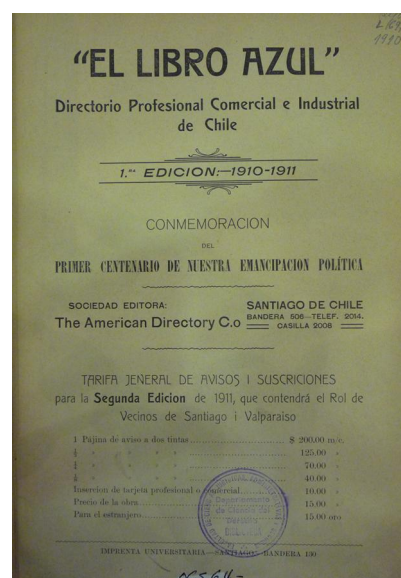 "EL LIBRO AZUL"
Directorio Profesional Comercial e Industrial
de Chile
1.ra EDICION:—1910-1911
CONMEMORACION
DEL
PRIMER CENTENARIO DE NUESTRA EMANCIPACION POLÍTICA
SOCIEDAD EDITORA:
The American Directory C.o
SANTIAGO DE CHILE
BANDERA 506—TELEF. 2014.
CASILLA 2008
TARIFA JENERAL DE AVISOS I SUSCRICIONES
para la Segunda Edicion de 1911, que contendrá el Rol de
Vecinos de Santiago i Valparaiso
1 Pajina de aviso a dos tintas $ 200.00 m/c.
125.00 »
70.00 »
40.00 »
Insercion de tarjeta profesional o comercial 10.00 »
Precio de la obra 15.00 »
Para el estranjero 15.00 oro
IMPRENTA UNIVERSITARIA—SANTIAGO, BANDERA 130